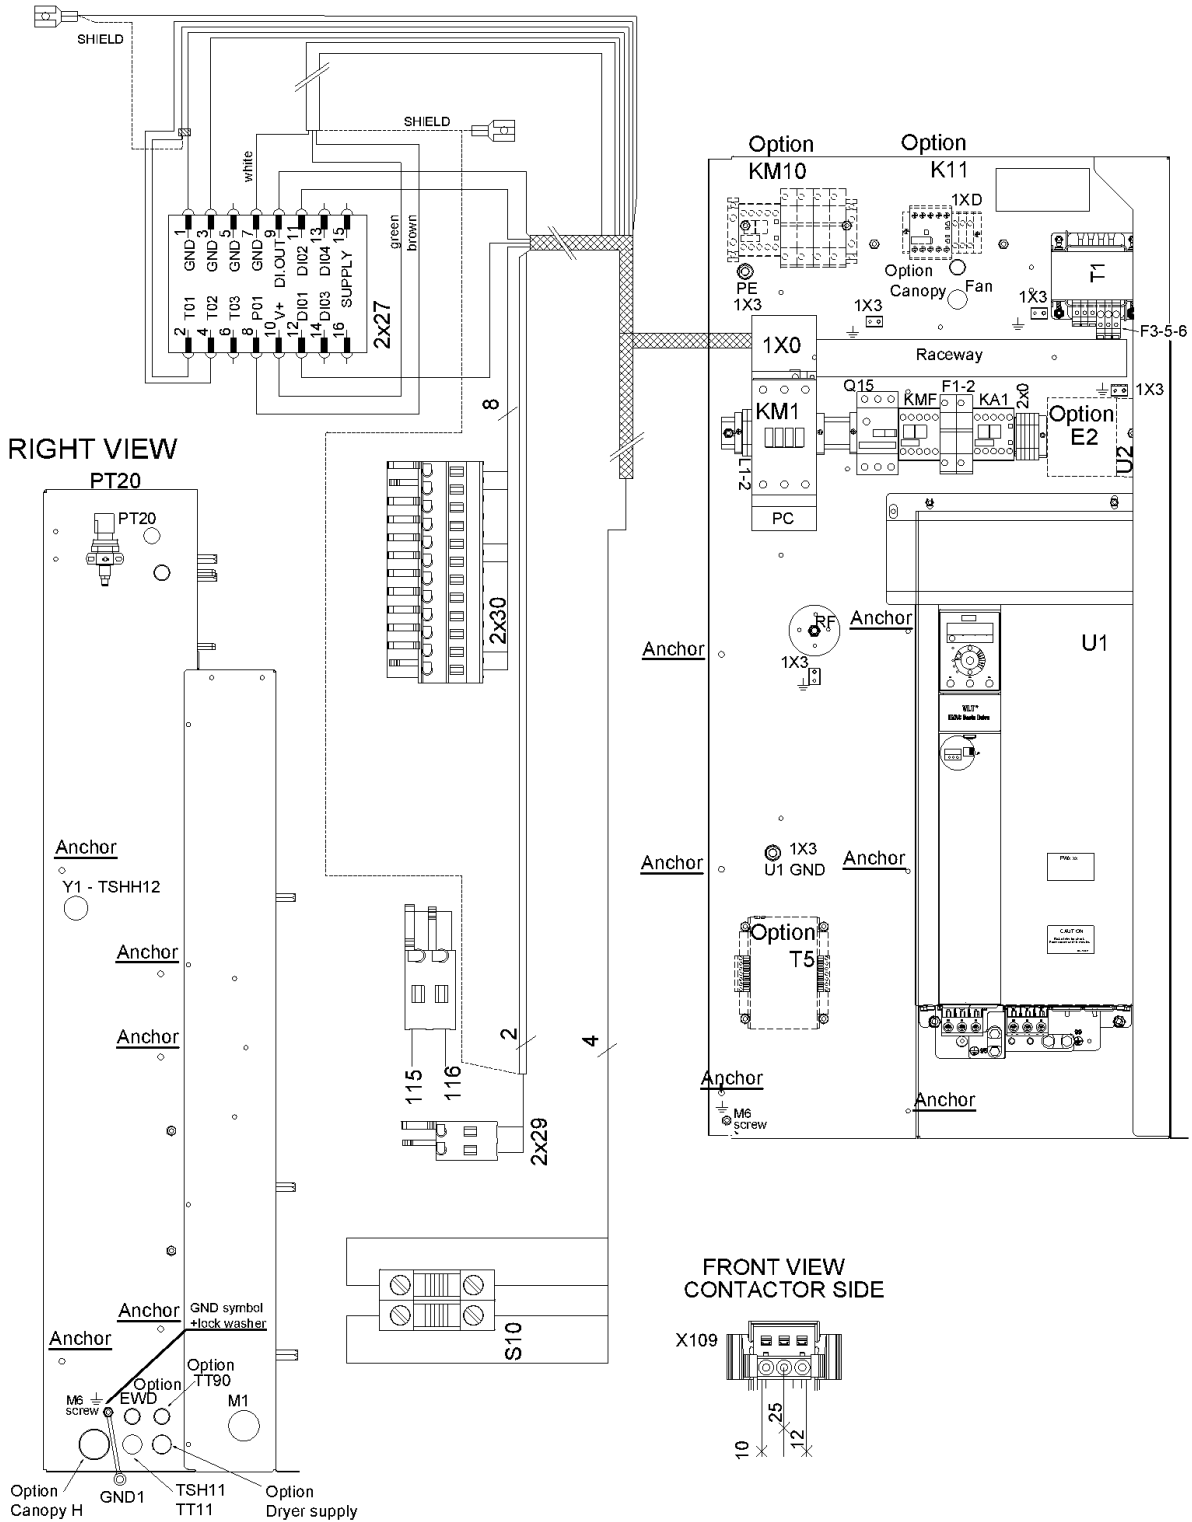 SHIELD
SHIELD
white
green
brown
1
3
5
7
9
11
13
15
GND
GND
GND
GND
DI.OUT
DI02
DI04
SUPPLY
T01
T02
T03
P01
V+
DI01
DI03
2
4
6
8
10
12
14
16
2x27
8
2x30
RIGHT VIEW
PT20
PT20
Anchor
Y1 - TSHH12
Anchor
Anchor
Anchor
GND symbol
+lock washer
Anchor
Option
TT90
Option
EWD
M6
screw
M1
Option
Canopy H
GND1
TSH11
TT11
Option
Dryer supply
115
116
2
4
2x29
S10
Option
KM10
Option
K11
1XD
PE
1X3
Option
Canopy
Fan
1X3
T1
1X3
F3-5-6
1X0
Raceway
1X3
KM1
L1-2
PC
Q15
KMF
F1-2
KA1
2x0
Option
E2
U2
RF
1X3
Anchor
Anchor
U1
VLT
Anchor
1X3
U1 GND
Anchor
CAUTION
Option
T5
Anchor
M6
screw
Anchor
FRONT VIEW
CONTACTOR SIDE
X109
10
25
12